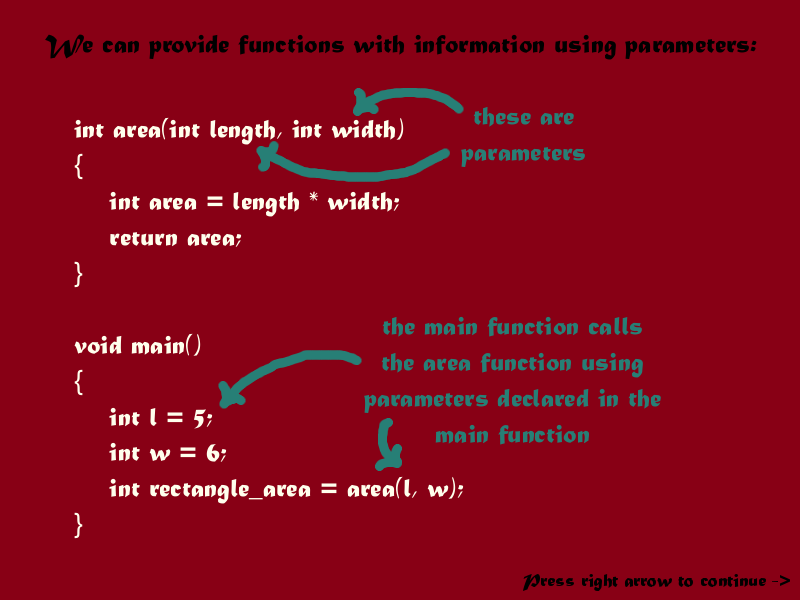 We can provide functions with information using parameters:
int area(int length, int width)
these are
parameters
{
int area = length * width;
return area;
}
void main()
{
int l = 5;
int w = 6;
int rectangle_area = area(l, w);
}
the main function calls
the area function using
parameters declared in the
main function
Press right arrow to continue ->